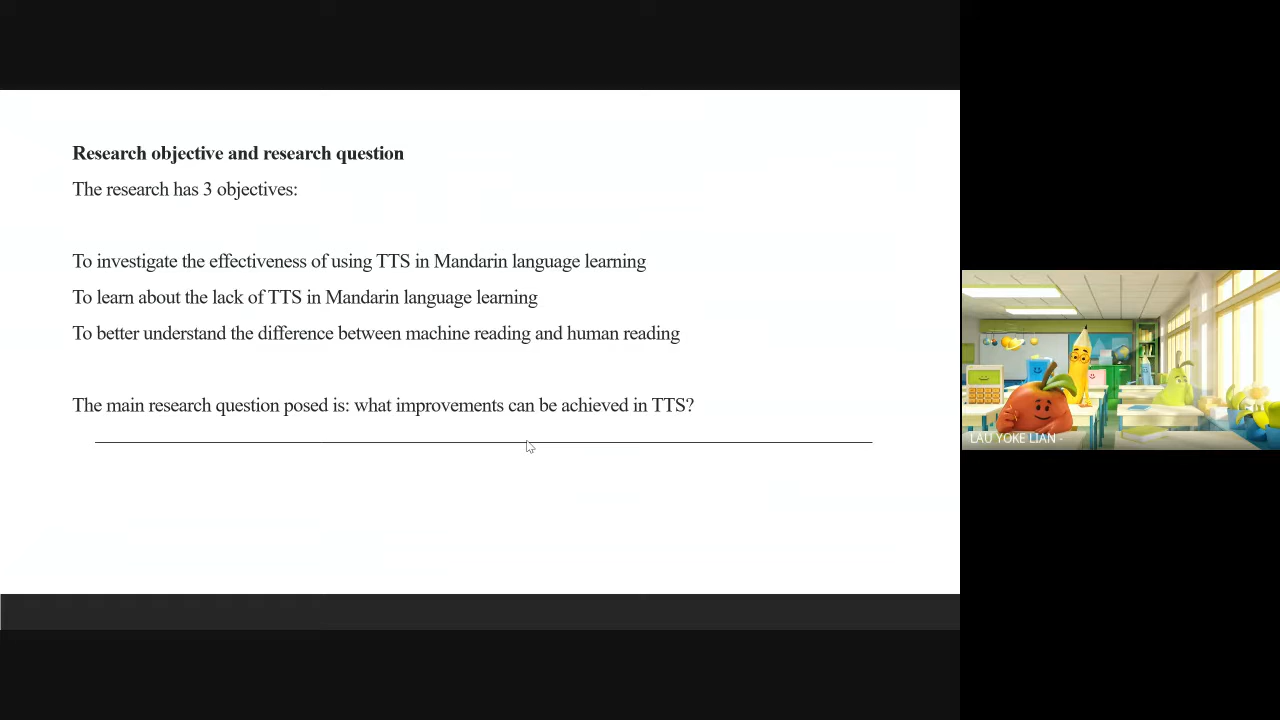 Research objective and research question
The research has 3 objectives:
To investigate the effectiveness of using TTS in Mandarin language learning
To learn about the lack of TTS in Mandarin language learning
To better understand the difference between machine reading and human reading
The main research question posed is: what improvements can be achieved in TTS?
LAU YOKE LIAN -